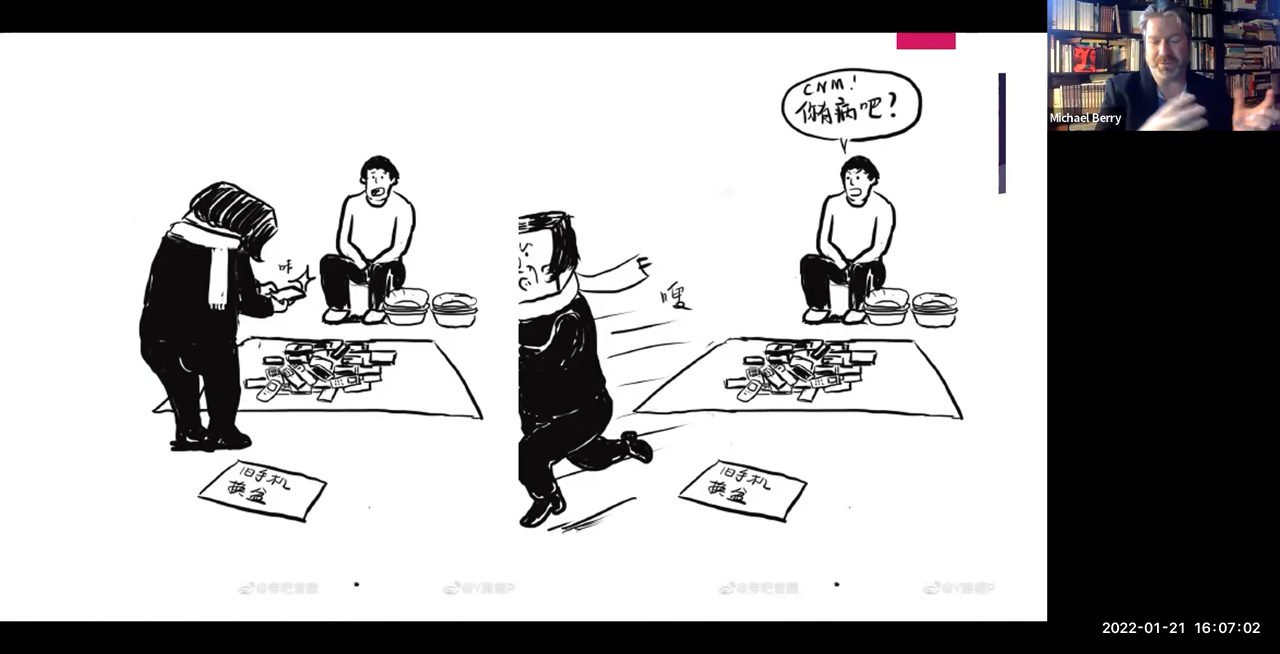 CNM!
你有病吧?
Michael Berry
咔
嗖
旧手机
换盆
旧手机
换盆
2022-01-21 16:07:02